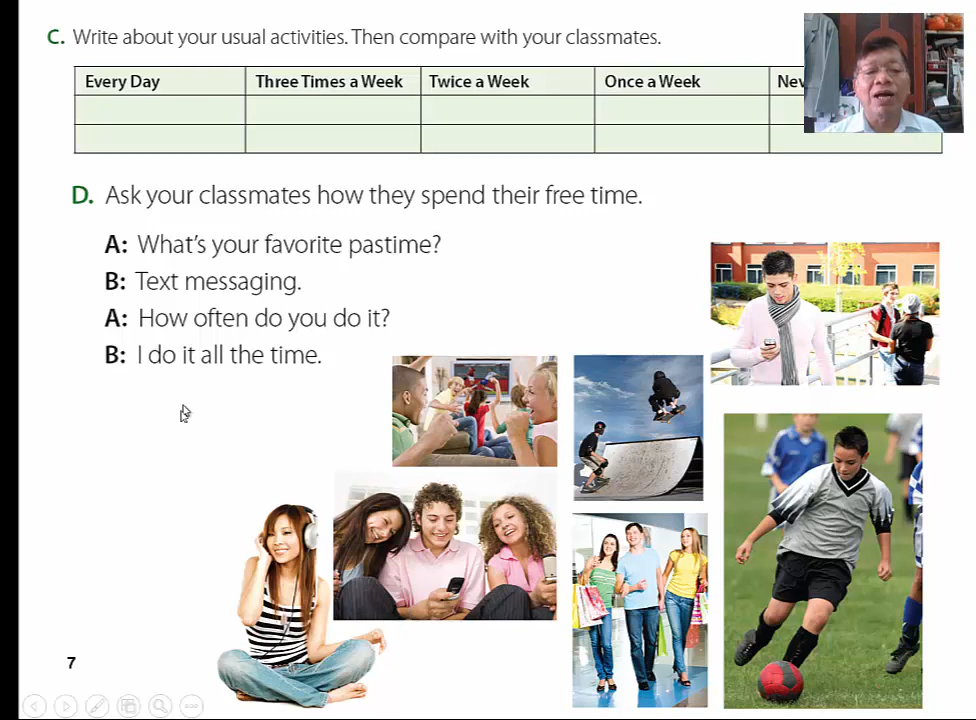 C. Write about your usual activities. Then compare with your classmates.
Every Day Three Times a Week Twice a Week Once a Week
D. Ask your classmates how they spend their free time.
A: What's your favorite pastime?
B: Text messaging.
A: How often do you do it?
B: I do it all the time.
7